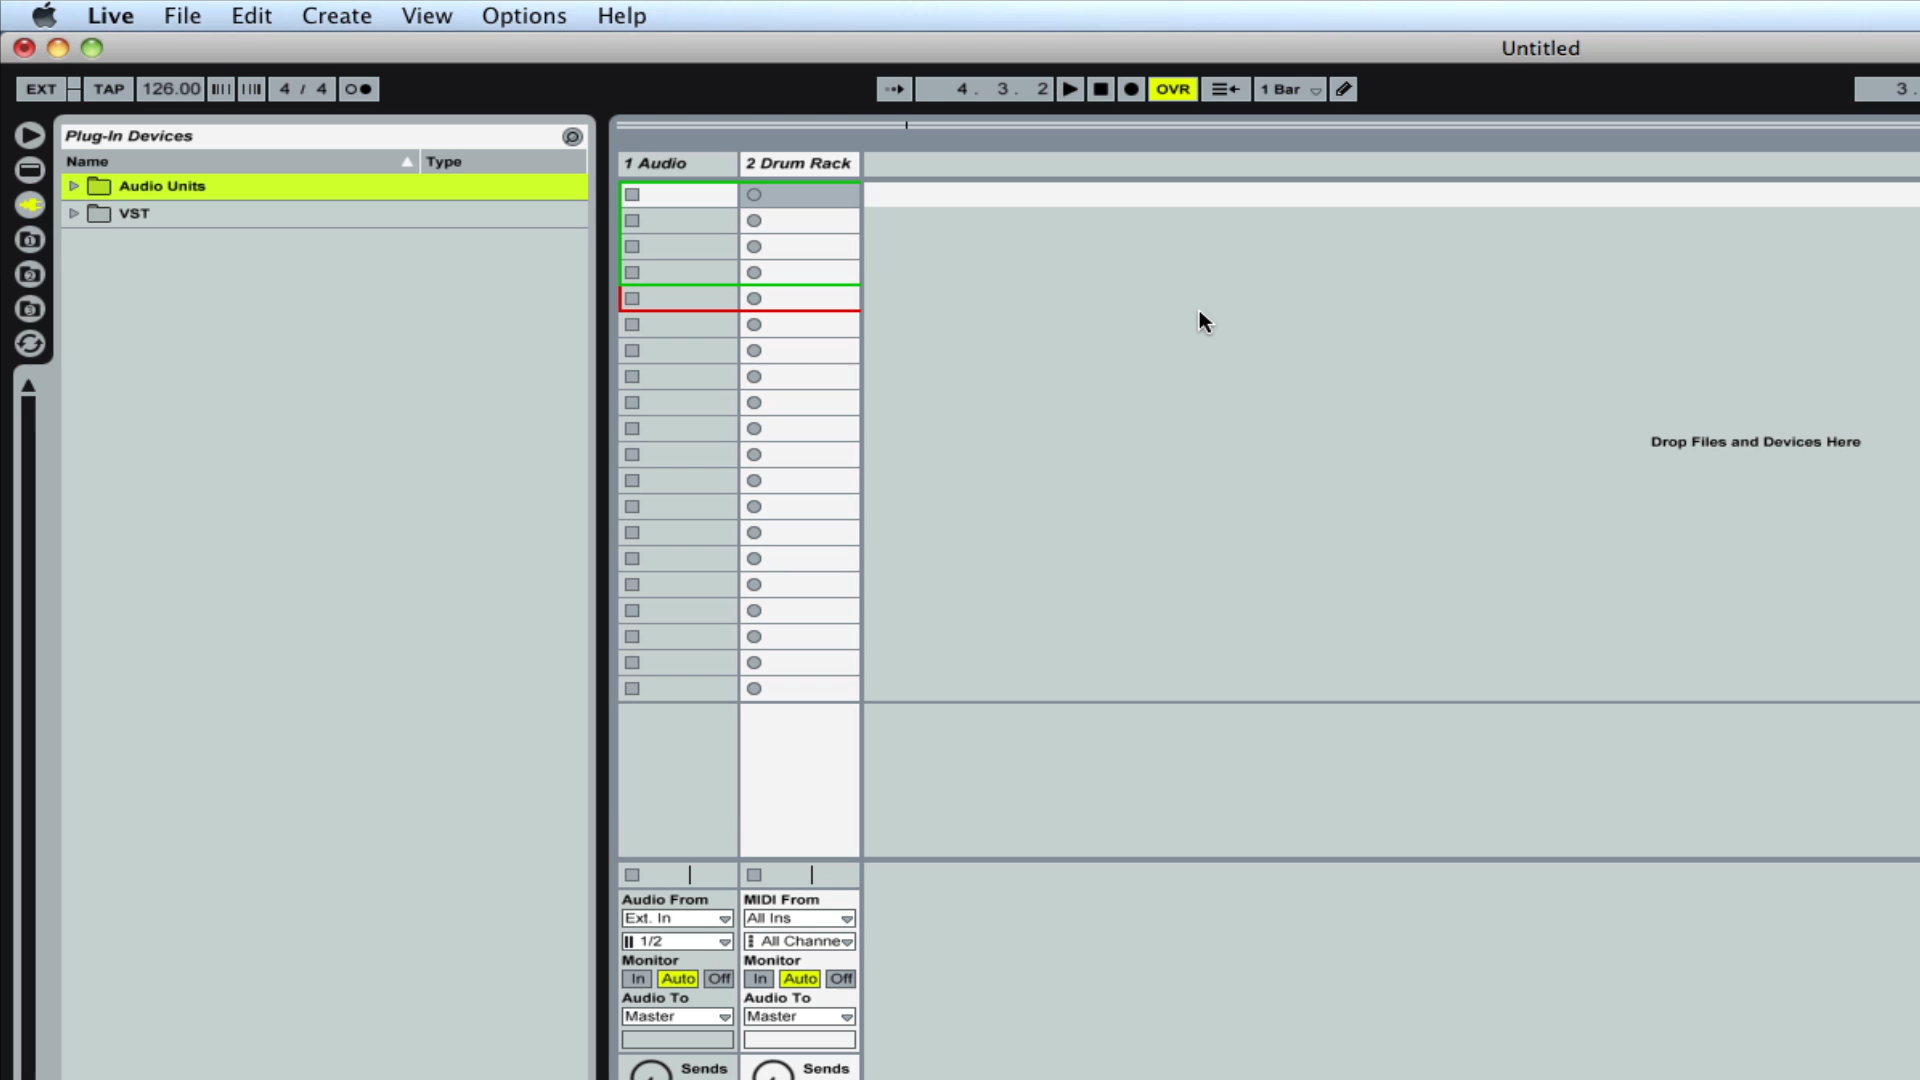 Live File Edit Create View Options Help
Untitled
EXT TAP 126.00 4 / 4
4. 3. 2 OVR 1 Bar 3.
Plug-In Devices
Name Type
Audio Units
VST
1 Audio 2 Drum Rack
Drop Files and Devices Here
Audio From MIDI From
Ext. In All Ins
1/2 All Channe
Monitor Monitor
In Auto Off In Auto Off
Audio To Audio To
Master Master
Sends Sends